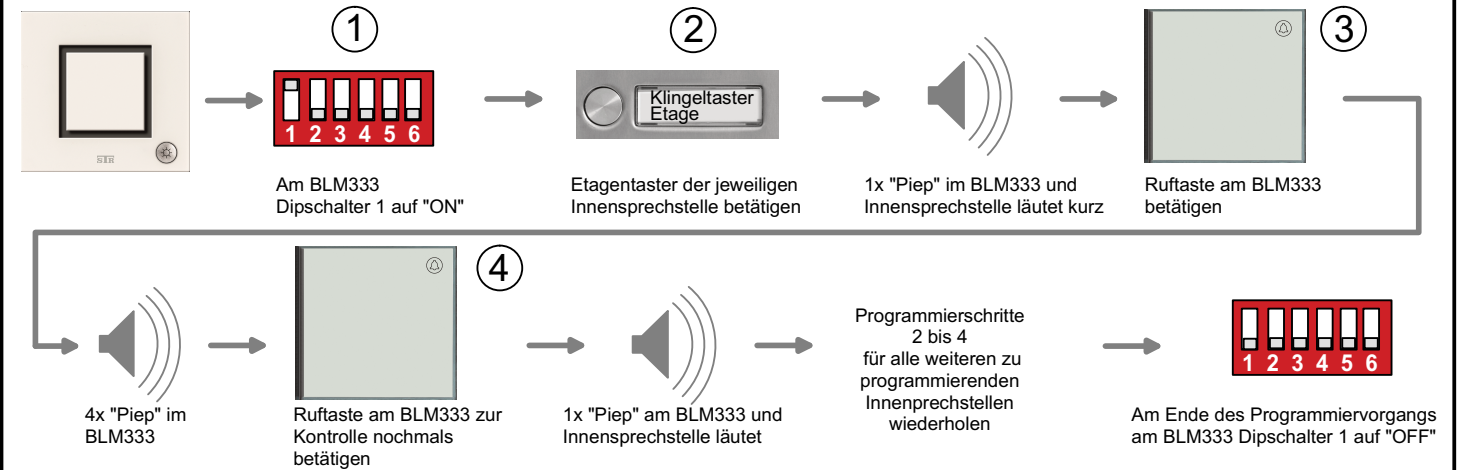 1
2
3
STR
1 2 3 4 5 6
Klingeltaster
Etage
Am BLM333
Dipschalter 1 auf "ON"
Etagentaster der jeweiligen
Innensprechstelle betätigen
1x "Piep" im BLM333 und
Innensprechstelle läutet kurz
Ruftaste am BLM333
betätigen
4
4x "Piep" im
BLM333
Ruftaste am BLM333 zur
Kontrolle nochmals
betätigen
1x "Piep" am BLM333 und
Innensprechstelle läutet
Programmierschritte
2 bis 4
für alle weiteren zu
programmierenden
Innenprechstellen
wiederholen
1 2 3 4 5 6
Am Ende des Programmiervorgangs
am BLM333 Dipschalter 1 auf "OFF"